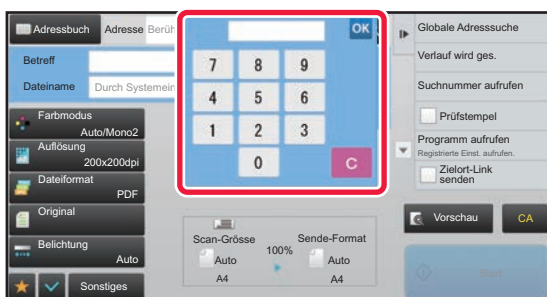 Adressbuch
Adresse Berüh
Betreff
Dateiname Durch Systemein
Farbmodus
Auto/Mono2
Auflösung
200x200dpi
Dateiformat
PDF
Original
Belichtung
Auto
Sonstiges
OK
7 8 9
4 5 6
1 2 3
0 C
Scan-Grösse
Auto
A4
100%
Sende-Format
Auto
A4
Globale Adresssuche
Verlauf wird ges.
Suchnummer aufrufen
Prüfstempel
Programm aufrufen
Registrierte Einst. aufrufen.
Zielort-Link
senden
Vorschau
CA
Start